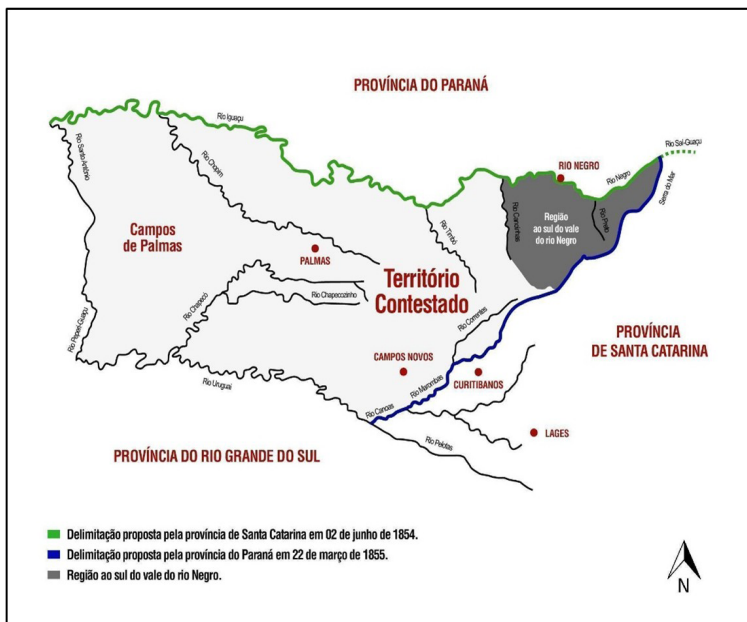 PROVÍNCIA DO PARANÁ
Rio Iguaçu
Rio Saí-Guaçu
Rio Santo Antônio
Rio Chopim
RIO NEGRO
Rio Negro
Serra do Mar
Rio Canoinhas
Rio Preto
Região
ao sul do vale
do rio Negro
Campos
de Palmas
Rio Timbó
PALMAS
Território
Contestado
Rio Chapecó
Rio Chapecozinho
Rio Peperi-Guaçú
Rio Correntes
PROVÍNCIA
DE SANTA CATARINA
CAMPOS NOVOS
CURITIBANOS
Rio Marombas
Rio Uruguai
Rio Canoas
LAGES
Rio Pelotas
PROVÍNCIA DO RIO GRANDE DO SUL
Delimitação proposta pela província de Santa Catarina em 02 de junho de 1854.
Delimitação proposta pela província do Paraná em 22 de março de 1855.
Região ao sul do vale do rio Negro.
N